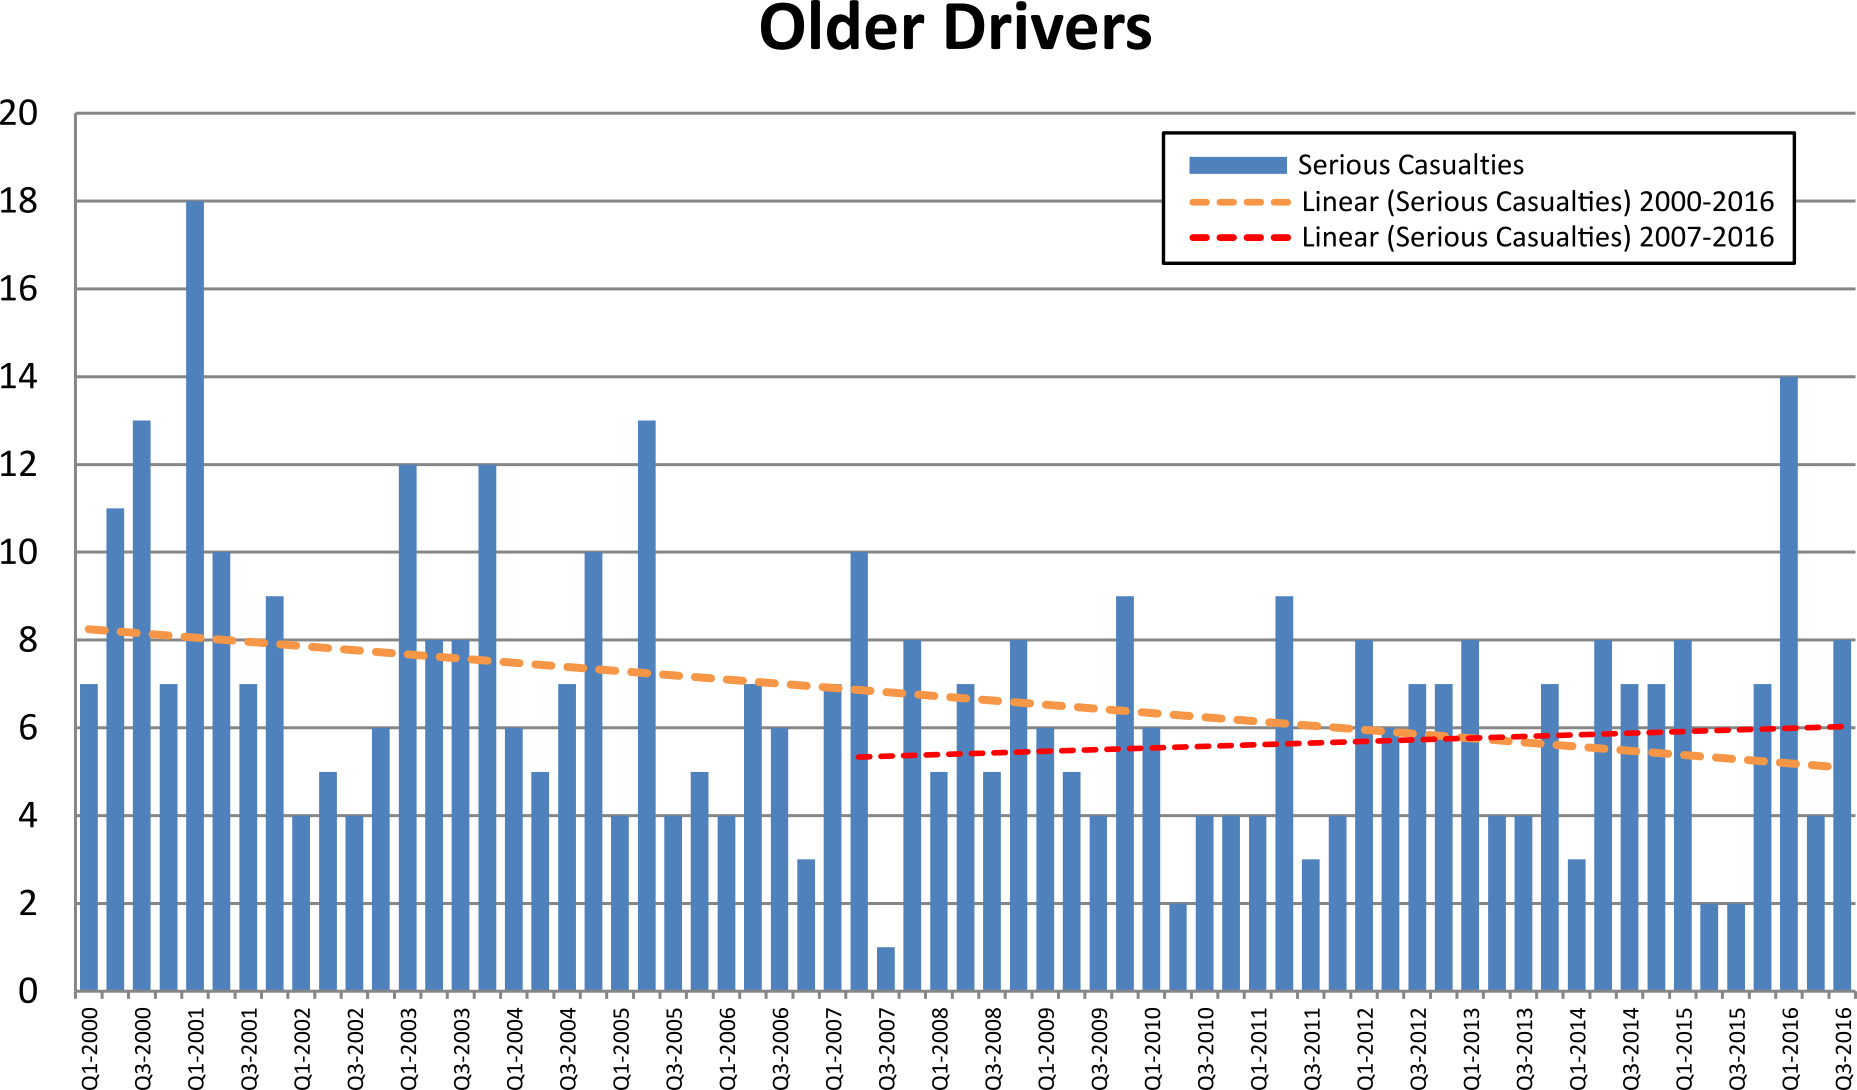 Older Drivers
20
18
16
14
12
10
8
6
4
2
0
Serious Casualties
Linear (Serious Casualties) 2000-2016
Linear (Serious Casualties) 2007-2016
Q1-2000
Q3-2000
Q1-2001
Q3-2001
Q1-2002
Q3-2002
Q1-2003
Q3-2003
Q1-2004
Q3-2004
Q1-2005
Q3-2005
Q1-2006
Q3-2006
Q1-2007
Q3-2007
Q1-2008
Q3-2008
Q1-2009
Q3-2009
Q1-2010
Q3-2010
Q1-2011
Q3-2011
Q1-2012
Q3-2012
Q1-2013
Q3-2013
Q1-2014
Q3-2014
Q1-2015
Q3-2015
Q1-2016
Q3-2016